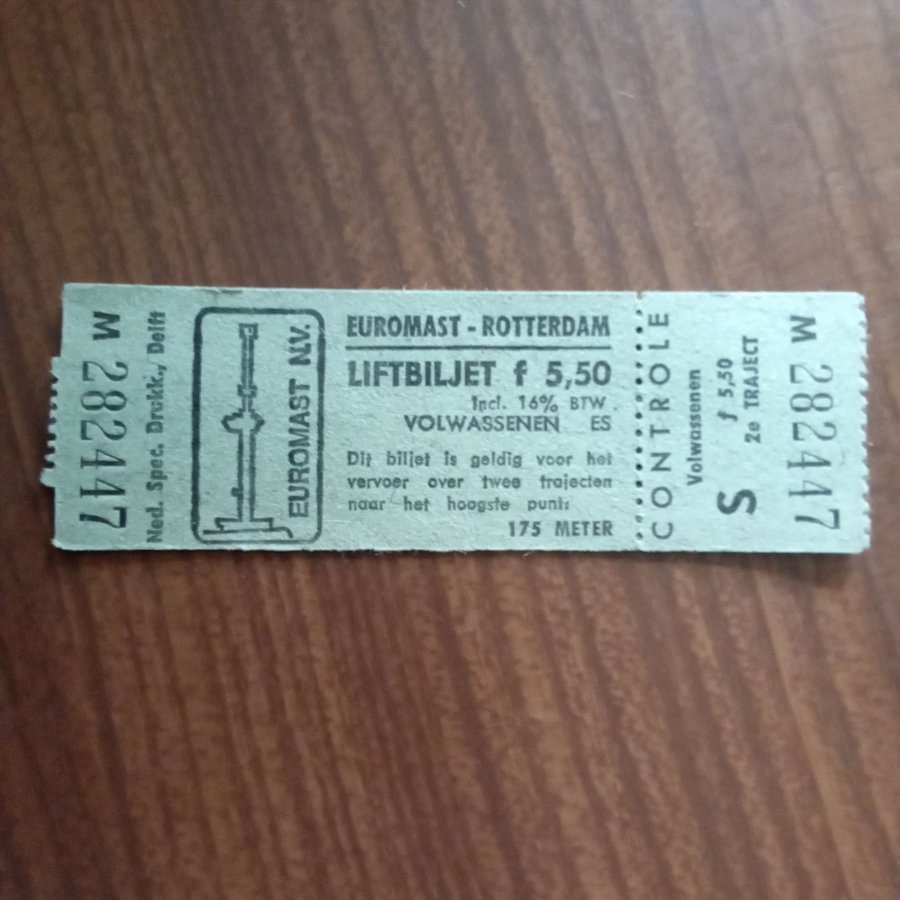 M 282447
Ned. Spec. Drukk., Delft
EUROMAST N.V.
EUROMAST - ROTTERDAM
LIFTBILJET f 5,50
Incl. 16% BTW.
VOLWASSENEN ES
Dit biljet is geldig voor het
vervoer over twee trajecten
naar het hoogste punt:
175 METER
CONTROLE
Volwassenen
S
f 5,50
2e TRAJECT
M 282447